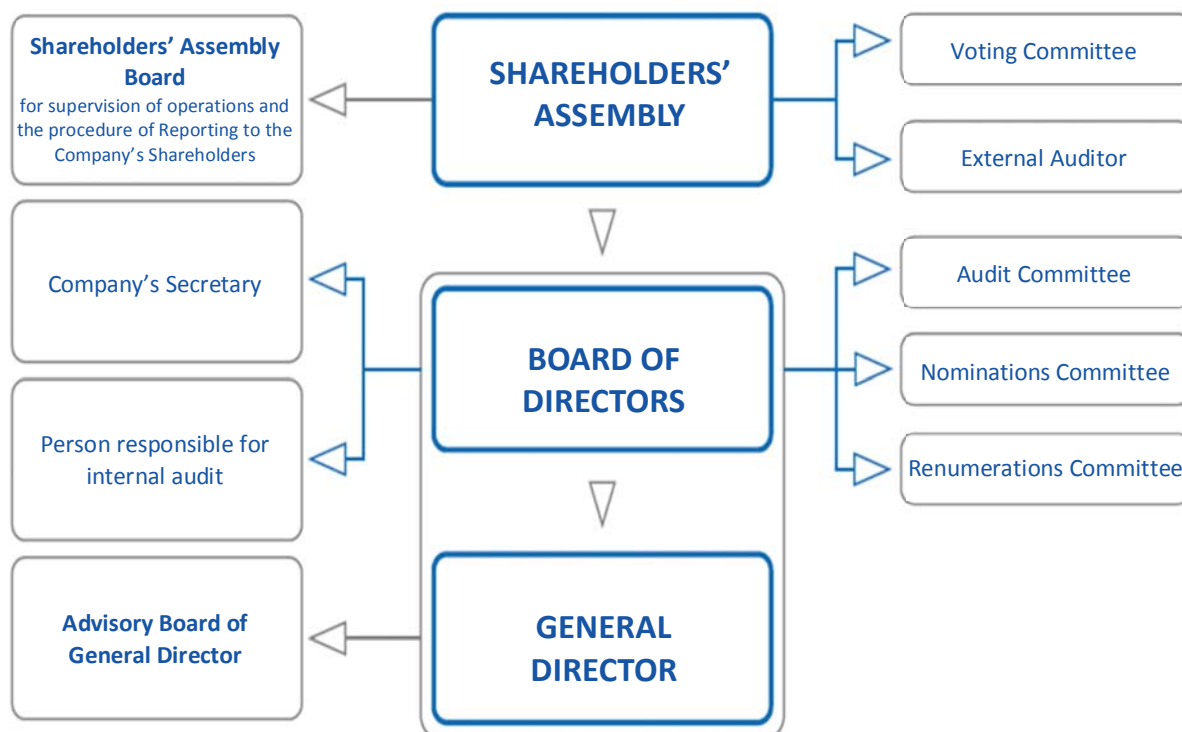 Shareholders’ Assembly
Board
for supervision of operations and
the procedure of Reporting to the
Company’s Shareholders
SHAREHOLDERS’
ASSEMBLY
Voting Committee
External Auditor
Company’s Secretary
Person responsible for
internal audit
BOARD OF
DIRECTORS
Audit Committee
Nominations Committee
Renumerations Committee
Advisory Board of
General Director
GENERAL
DIRECTOR